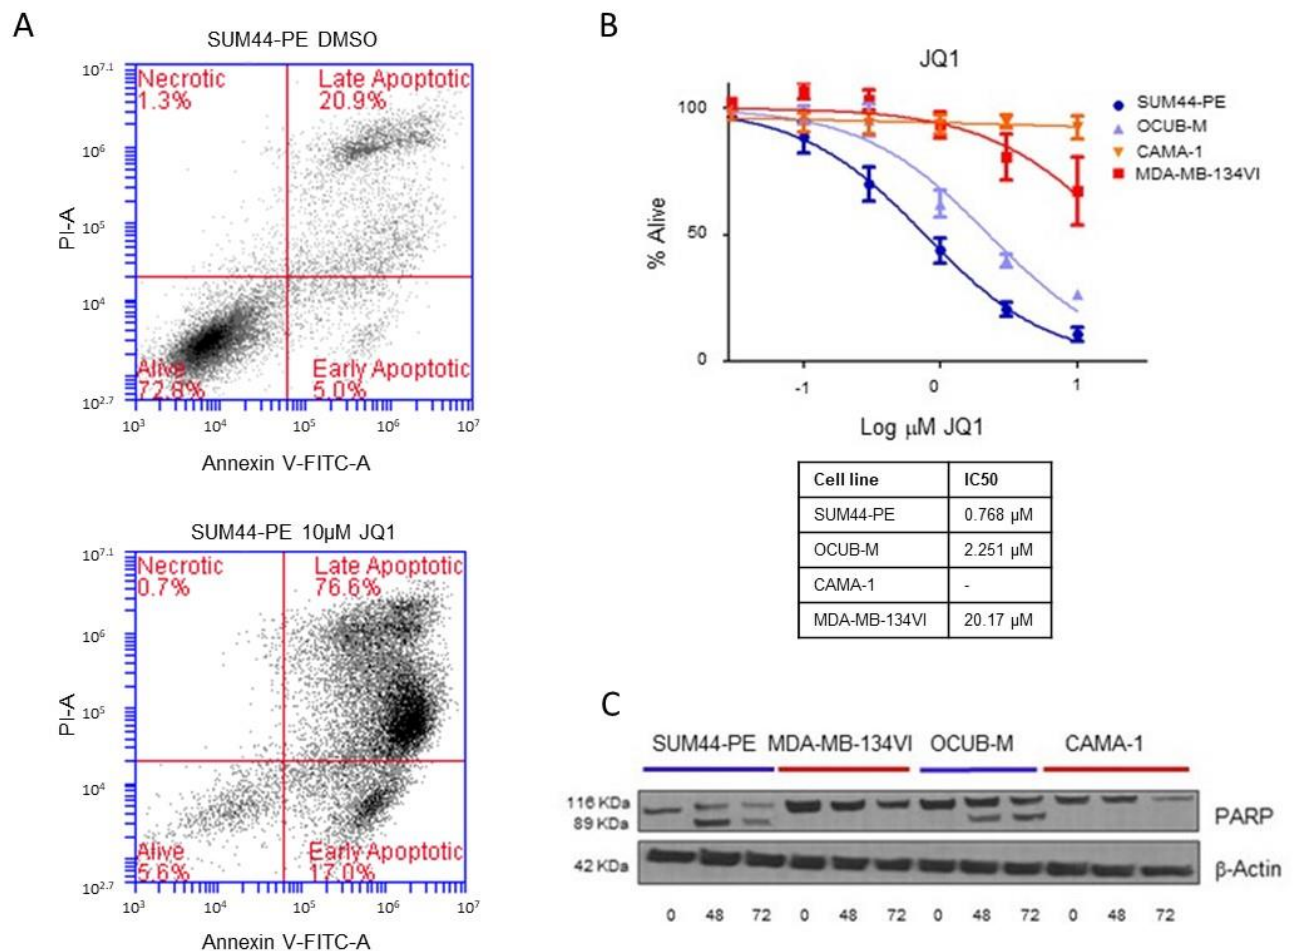 A
SUM44-PE DMSO
10^7.1
10^6
10^5
10^4
10^2.7
PI-A
Necrotic
1.3%
Late Apoptotic
20.9%
Alive
72.8%
Early Apoptotic
5.0%
10^3 10^4 10^5 10^6 10^7
Annexin V-FITC-A
SUM44-PE 10µM JQ1
10^7.1
10^6
10^5
10^4
10^2.7
PI-A
Necrotic
0.7%
Late Apoptotic
76.6%
Alive
5.6%
Early Apoptotic
17.0%
10^3 10^4 10^5 10^6 10^7
Annexin V-FITC-A
B
JQ1
% Alive
100
50
0
-1 0 1
Log µM JQ1
SUM44-PE
OCUB-M
CAMA-1
MDA-MB-134VI
Cell line IC50
SUM44-PE 0.768 µM
OCUB-M 2.251 µM
CAMA-1 -
MDA-MB-134VI 20.17 µM
C
SUM44-PE MDA-MB-134VI OCUB-M CAMA-1
116 KDa
89 KDa
PARP
42 KDa
β-Actin
0 48 72 0 48 72 0 48 72 0 48 72